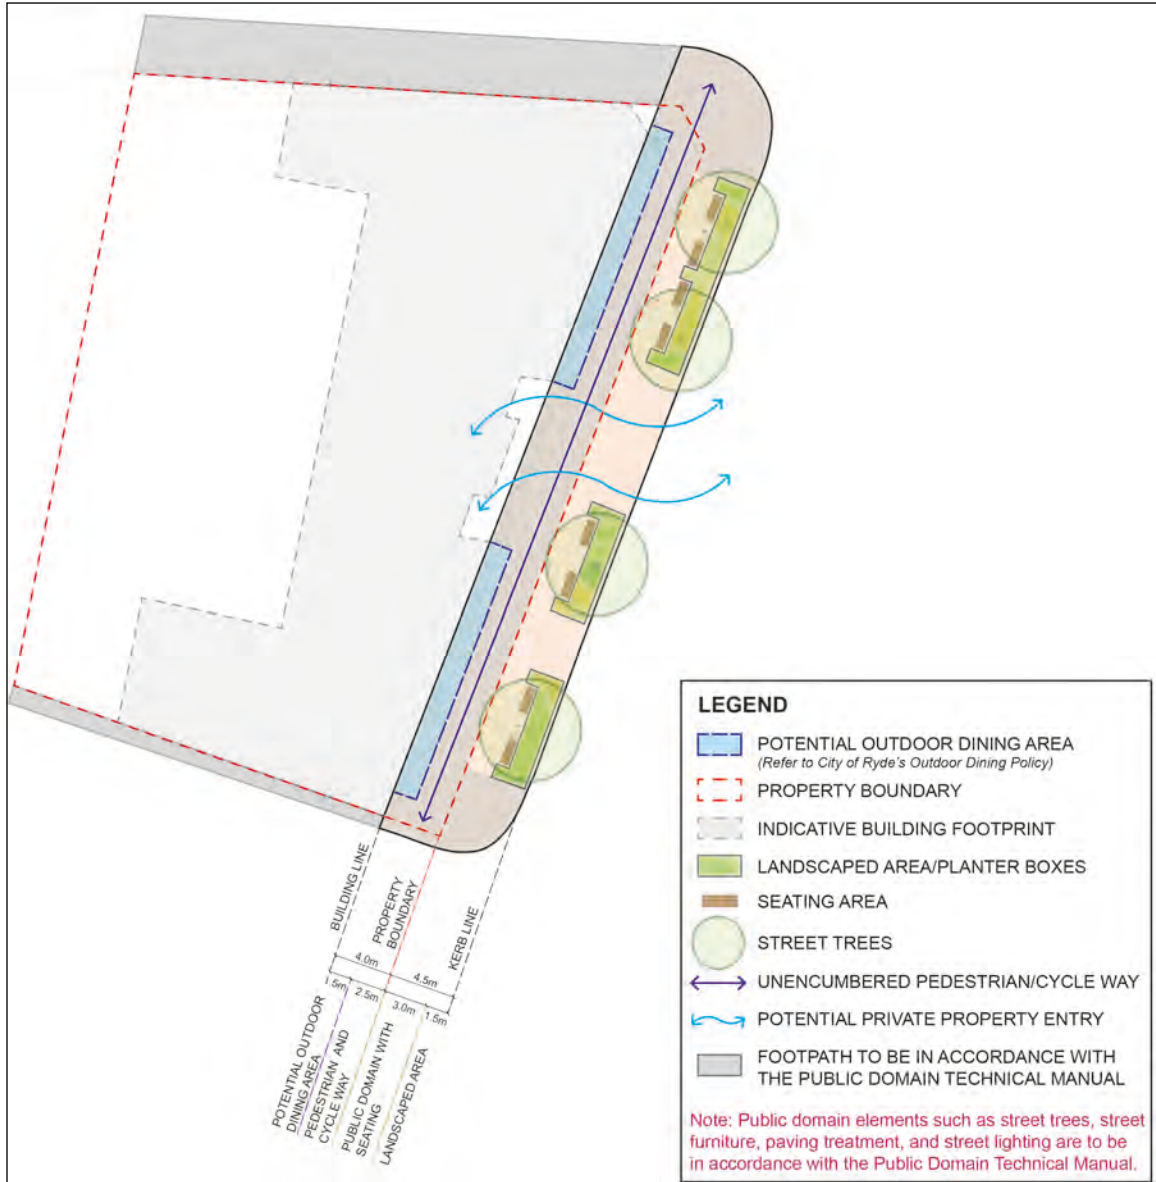 BUILDING LINE
PROPERTY
BOUNDARY
KERB LINE
4.0m
4.5m
1.5m
2.5m
3.0m
1.5m
POTENTIAL OUTDOOR
DINING AREA
PEDESTRIAN AND
CYCLE WAY
PUBLIC DOMAIN WITH
SEATING
LANDSCAPED AREA
LEGEND
POTENTIAL OUTDOOR DINING AREA
(Refer to City of Ryde's Outdoor Dining Policy)
PROPERTY BOUNDARY
INDICATIVE BUILDING FOOTPRINT
LANDSCAPED AREA/PLANTER BOXES
SEATING AREA
STREET TREES
UNENCUMBERED PEDESTRIAN/CYCLE WAY
POTENTIAL PRIVATE PROPERTY ENTRY
FOOTPATH TO BE IN ACCORDANCE WITH
THE PUBLIC DOMAIN TECHNICAL MANUAL
Note: Public domain elements such as street trees, street
furniture, paving treatment, and street lighting are to be
in accordance with the Public Domain Technical Manual.